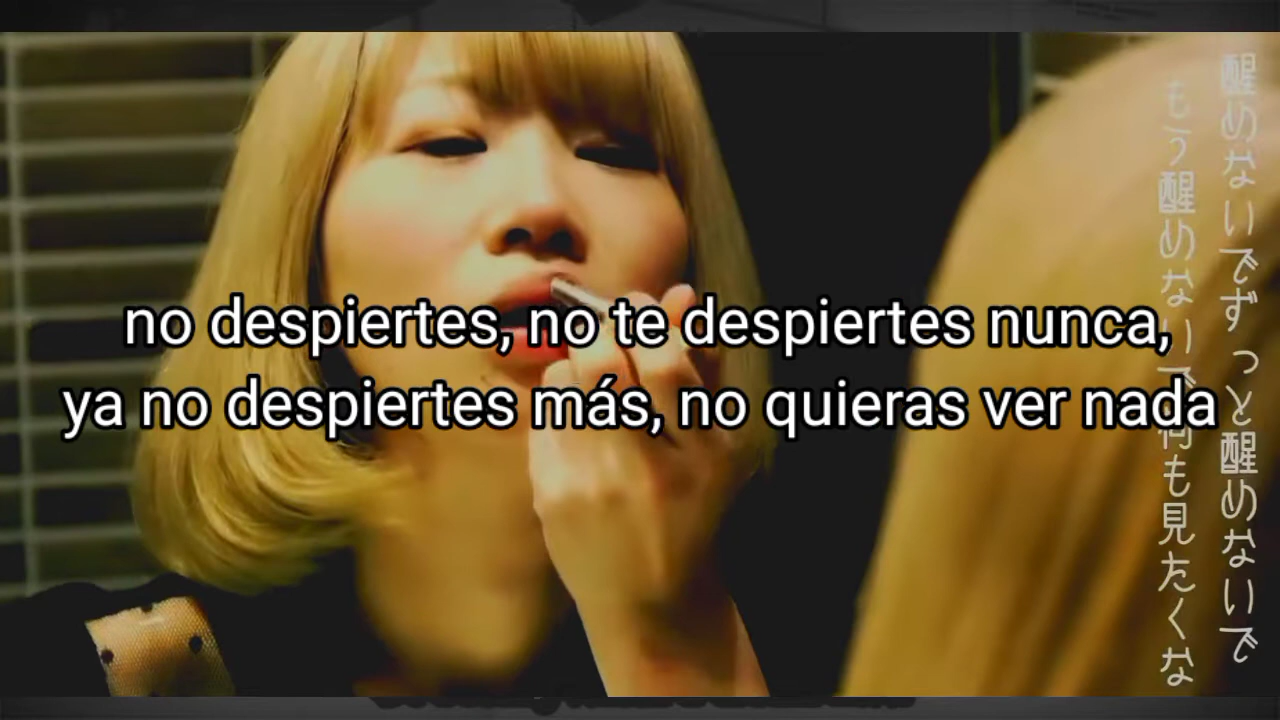 醒めないでずっと醒めないで
もう醒めないで何も見たくな
no despiertes, no te despiertes nunca,
ya no despiertes más, no quieras ver nada